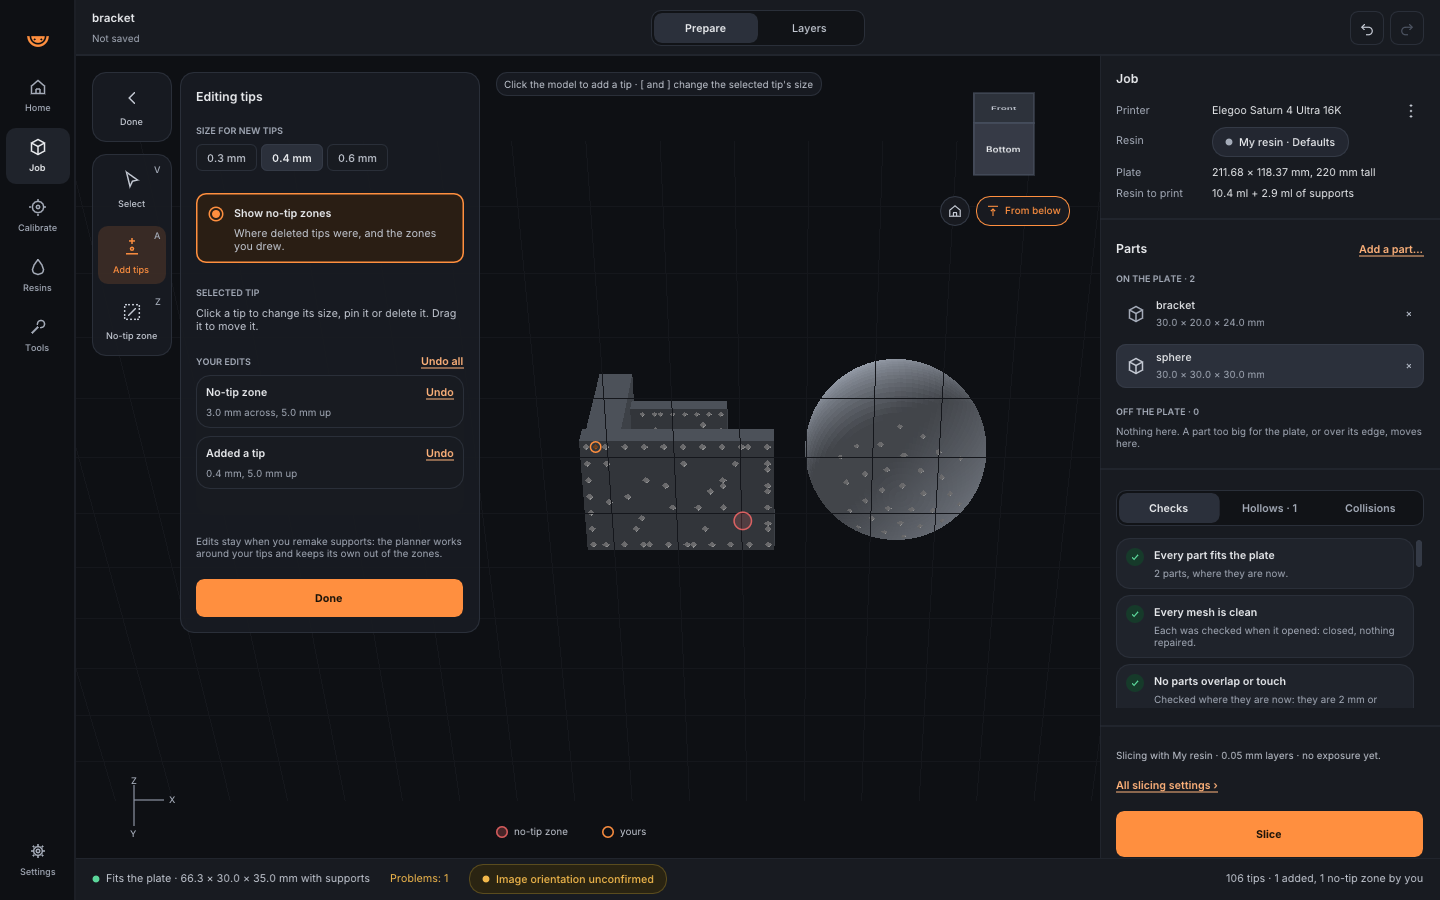 bracket
Not saved
Prepare
Layers
Home
Job
Calibrate
Resins
Tools
Settings
Done
V
Select
A
Add tips
Z
No-tip zone
Editing tips
SIZE FOR NEW TIPS
0.3 mm
0.4 mm
0.6 mm
Show no-tip zones
Where deleted tips were, and the zones
you drew.
SELECTED TIP
Click a tip to change its size, pin it or delete it. Drag
it to move it.
YOUR EDITS
Undo all
No-tip zone
Undo
3.0 mm across, 5.0 mm up
Added a tip
Undo
0.4 mm, 5.0 mm up
Edits stay when you remake supports: the planner works
around your tips and keeps its own out of the zones.
Done
Click the model to add a tip · [ and ] change the selected tip's size
Front
Bottom
From below
Z
X
Y
no-tip zone
yours
Job
Printer
Elegoo Saturn 4 Ultra 16K
Resin
My resin · Defaults
Plate
211.68 × 118.37 mm, 220 mm tall
Resin to print
10.4 ml + 2.9 ml of supports
Parts
Add a part...
ON THE PLATE · 2
bracket
30.0 × 20.0 × 24.0 mm
×
sphere
30.0 × 30.0 × 30.0 mm
×
OFF THE PLATE · 0
Nothing here. A part too big for the plate, or over its edge, moves
here.
Checks
Hollows · 1
Collisions
Every part fits the plate
2 parts, where they are now.
Every mesh is clean
Each was checked when it opened: closed, nothing
repaired.
No parts overlap or touch
Checked where they are now: they are 2 mm or
Slicing with My resin · 0.05 mm layers · no exposure yet.
All slicing settings ›
Slice
Fits the plate · 66.3 × 30.0 × 35.0 mm with supports
Problems: 1
Image orientation unconfirmed
106 tips · 1 added, 1 no-tip zone by you